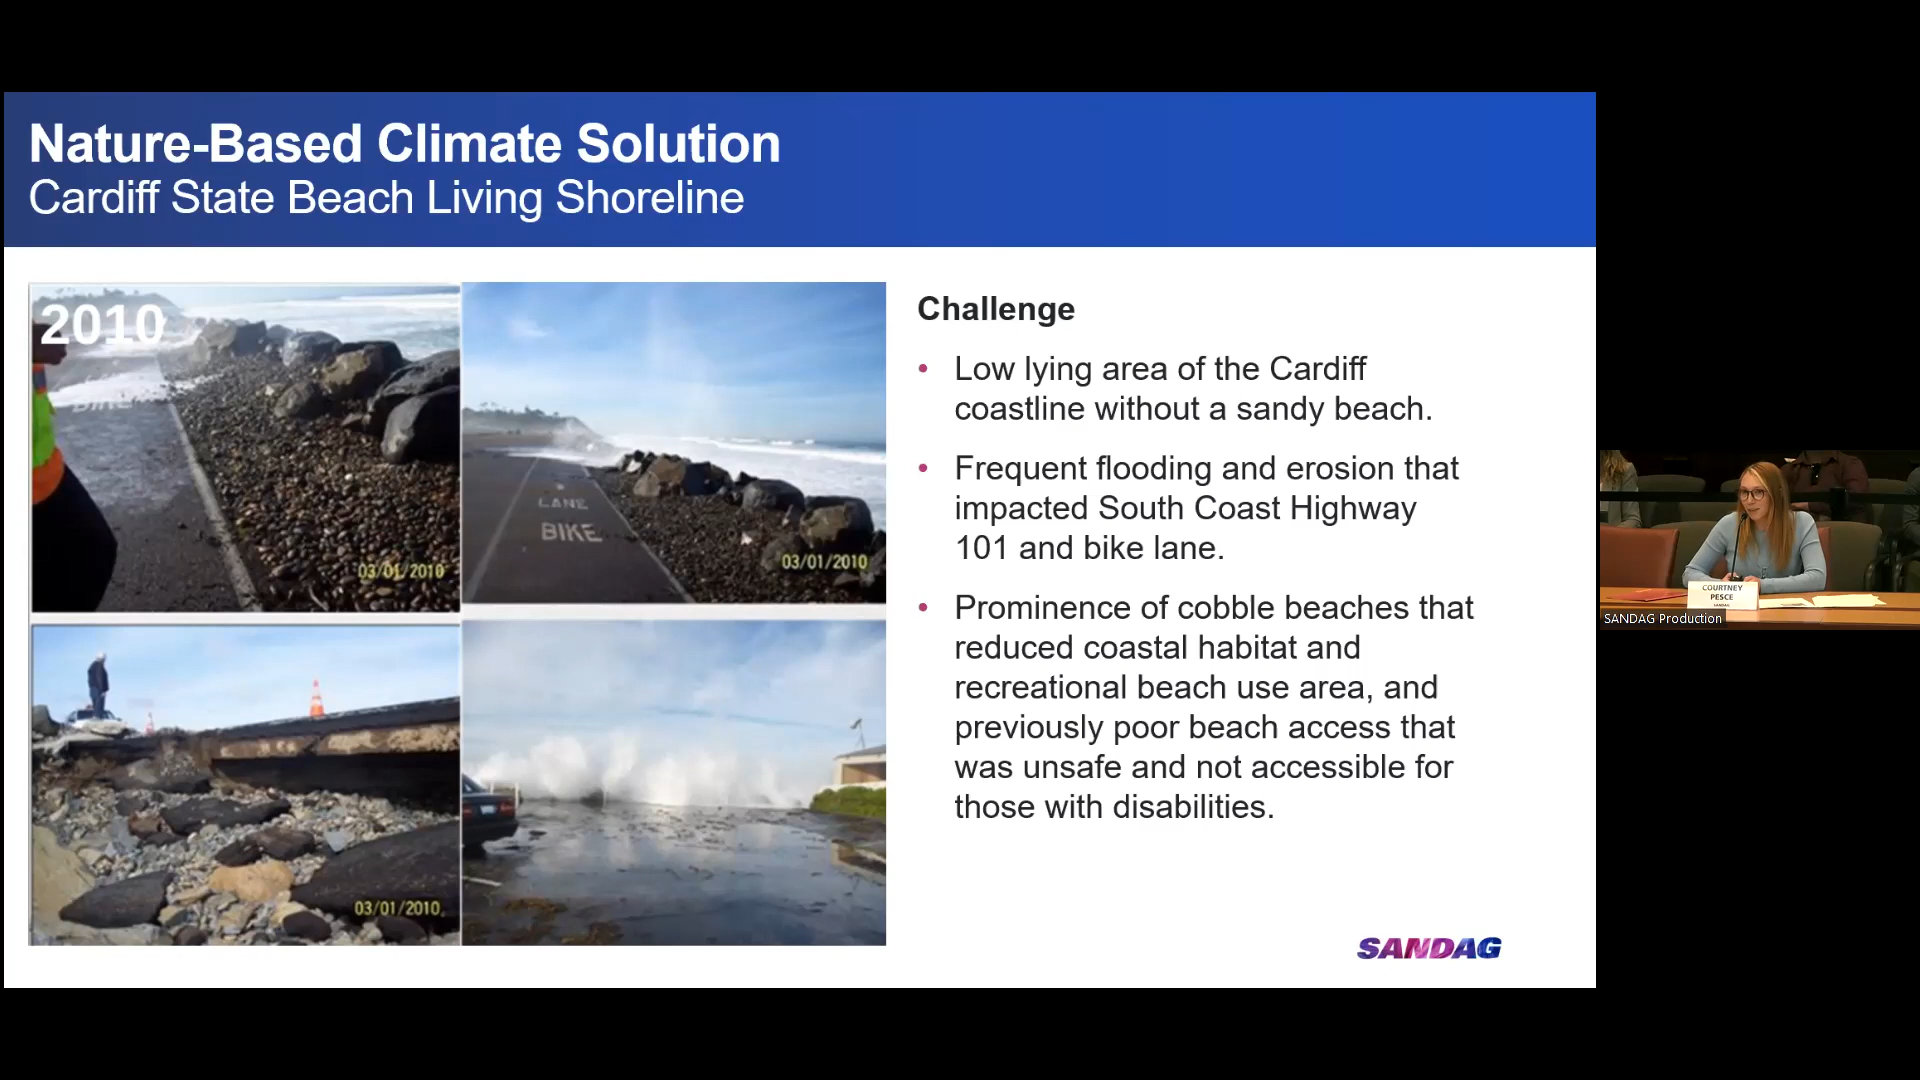 Nature-Based Climate Solution
Cardiff State Beach Living Shoreline
2010
BIKE
03/01/2010
LANE
BIKE
03/01/2010
03/01/2010
Challenge
• Low lying area of the Cardiff
coastline without a sandy beach.
• Frequent flooding and erosion that
impacted South Coast Highway
101 and bike lane.
• Prominence of cobble beaches that
reduced coastal habitat and
recreational beach use area, and
previously poor beach access that
was unsafe and not accessible for
those with disabilities.
SANDAG
COURTNEY
PESCE
SANDAG
SANDAG Production